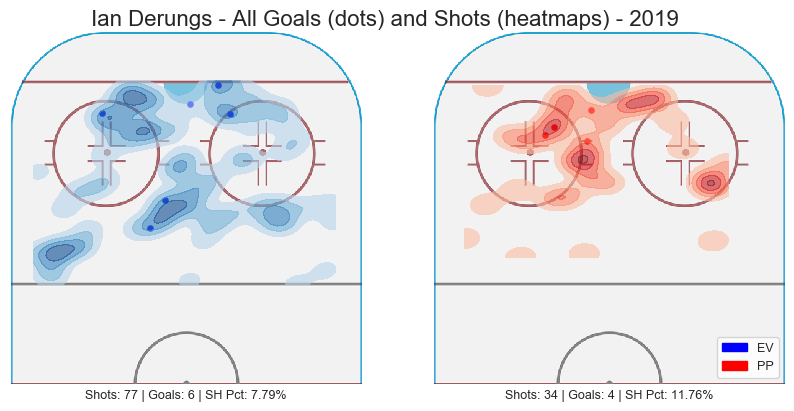 Ian Derungs - All Goals (dots) and Shots (heatmaps) - 2019
EV
PP
Shots: 77 | Goals: 6 | SH Pct: 7.79%
Shots: 34 | Goals: 4 | SH Pct: 11.76%